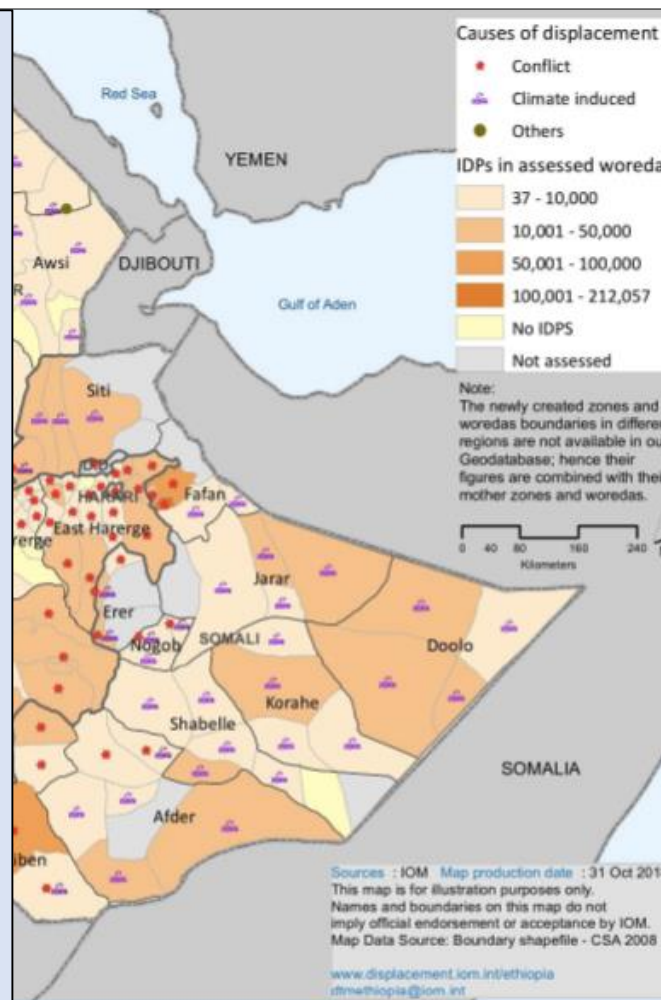 Causes of displacement
Conflict
Climate induced
Others
IDPs in assessed woreda
37 - 10,000
10,001 - 50,000
50,001 - 100,000
100,001 - 212,057
No IDPS
Not assessed
Note:
The newly created zones and
woredas boundaries in differe
regions are not available in ou
Geodatabase; hence their
figures are combined with thei
mother zones and woredas.
0 40 80 160 240
Kilometers
Red Sea
YEMEN
Awsi
DJIBOUTI
R
Gulf of Aden
Siti
HARARI
Fafan
East Harerge
rerge
Jarar
Erer
Nogob
SOMALI
Doolo
Korahe
Shabelle
SOMALIA
Afder
iben
Sources : IOM Map production date : 31 Oct 201
This map is for illustration purposes only.
Names and boundaries on this map do not
imply official endorsement or acceptance by IOM.
Map Data Source: Boundary shapefile - CSA 2008
www.displacement.iom.int/ethiopia
dtmethiopia@iom.int